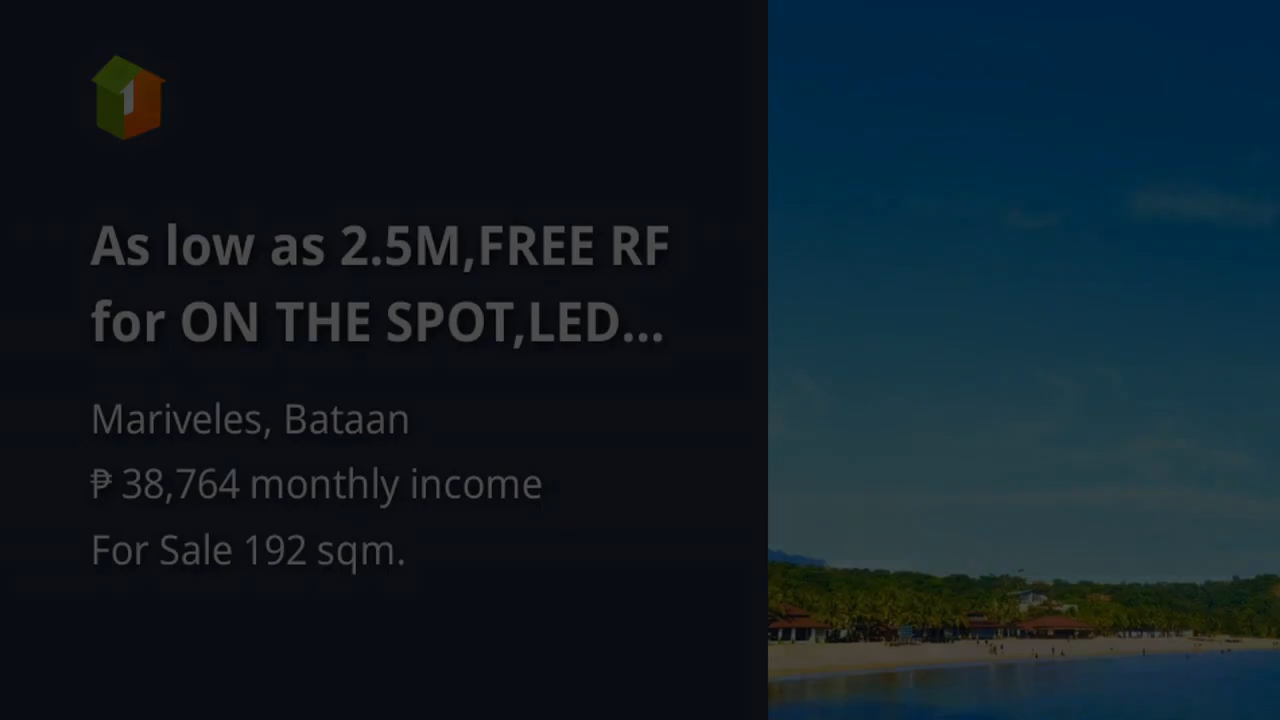 As low as 2.5M,FREE RF
for ON THE SPOT,LED...
Mariveles, Bataan
₱ 38,764 monthly income
For Sale 192 sqm.